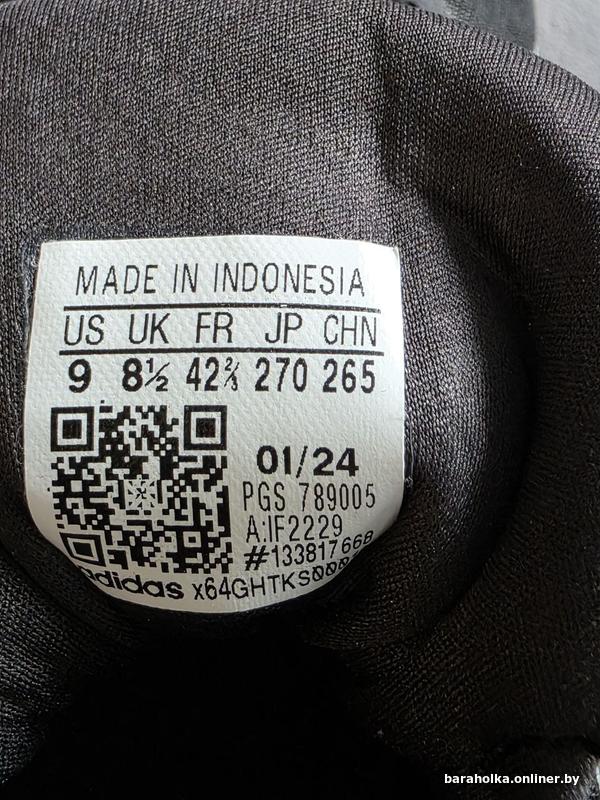 MADE IN INDONESIA
US UK FR JP CHN
9 8½ 42⅔ 270 265
01/24
PGS 789005
A:IF2229
#133817668
adidas
baraholka.onliner.by